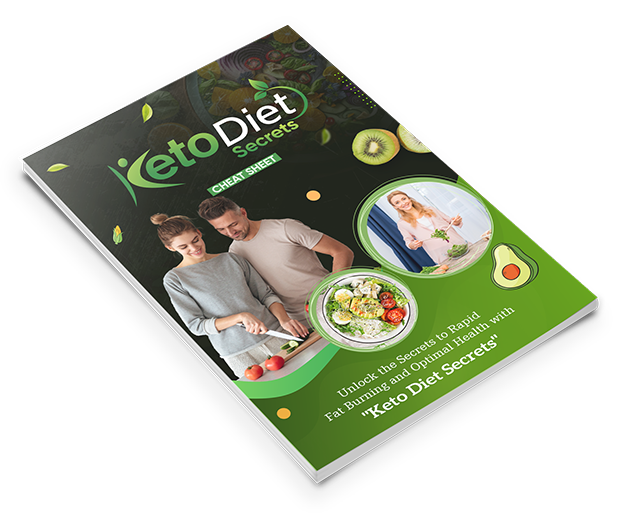 KetoDiet
Secrets
CHEAT SHEET
Unlock the Secrets to Rapid
Fat Burning and Optimal Health with
"Keto Diet Secrets"